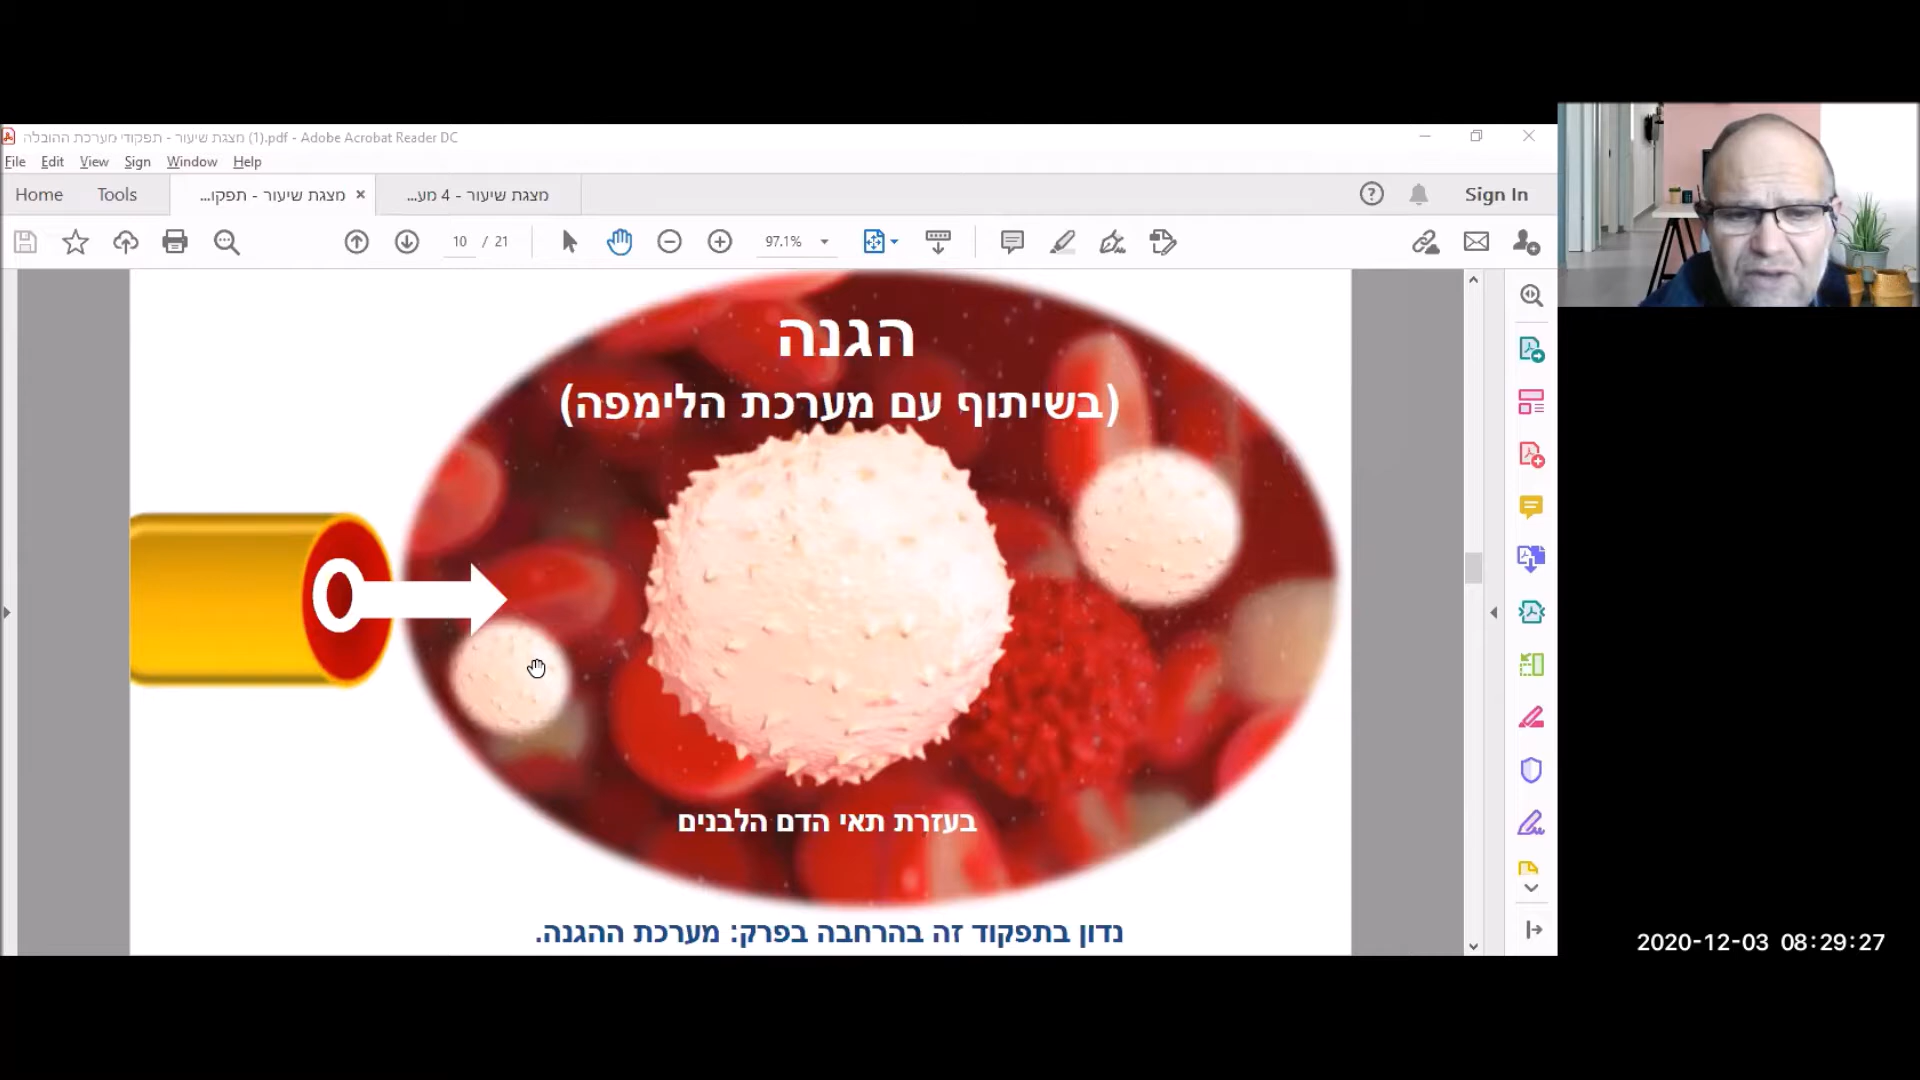 מצגת שיעור - תפקודי מערכת ההובלה (1).pdf - Adobe Acrobat Reader DC
File Edit View Sign Window Help
Home Tools מצגת שיעור - תפקו... × מצגת שיעור - 4 מע... Sign In
10 / 21 97.1%
הגנה
(בשיתוף עם מערכת הלימפה)
בעזרת תאי הדם הלבנים
נדון בתפקוד זה בהרחבה בפרק: מערכת ההגנה.
2020-12-03 08:29:27